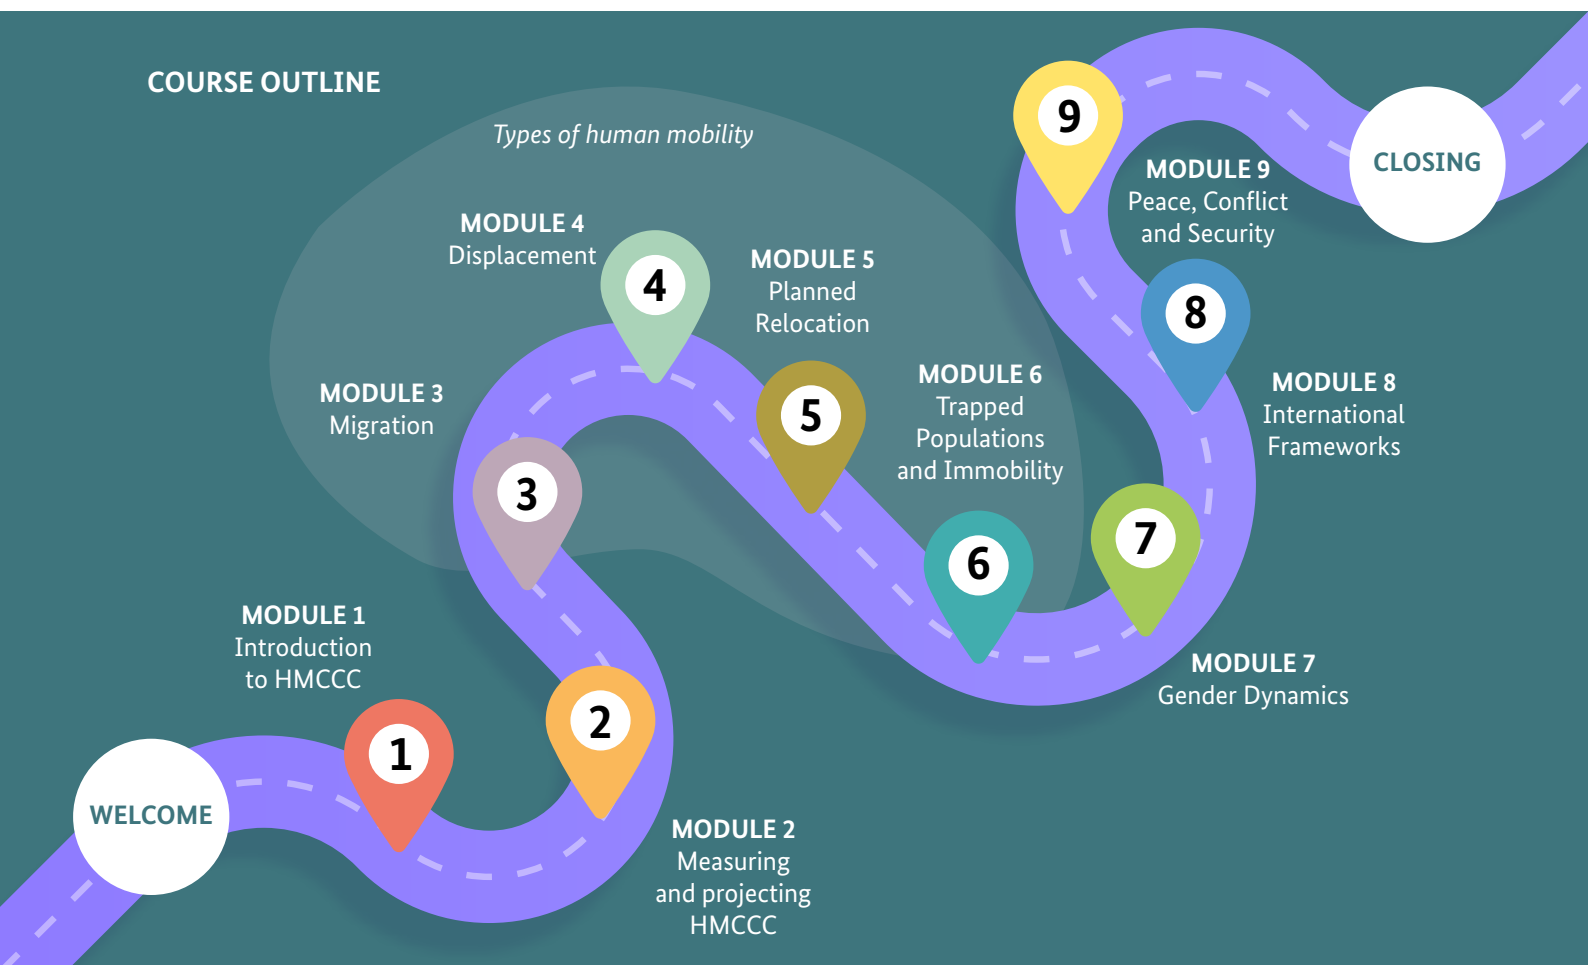 COURSE OUTLINE
Types of human mobility
WELCOME
1
MODULE 1
Introduction
to HMCCC
2
MODULE 2
Measuring
and projecting
HMCCC
3
MODULE 3
Migration
4
MODULE 4
Displacement
5
MODULE 5
Planned
Relocation
6
MODULE 6
Trapped
Populations
and Immobility
7
MODULE 7
Gender Dynamics
8
MODULE 8
International
Frameworks
9
MODULE 9
Peace, Conflict
and Security
CLOSING